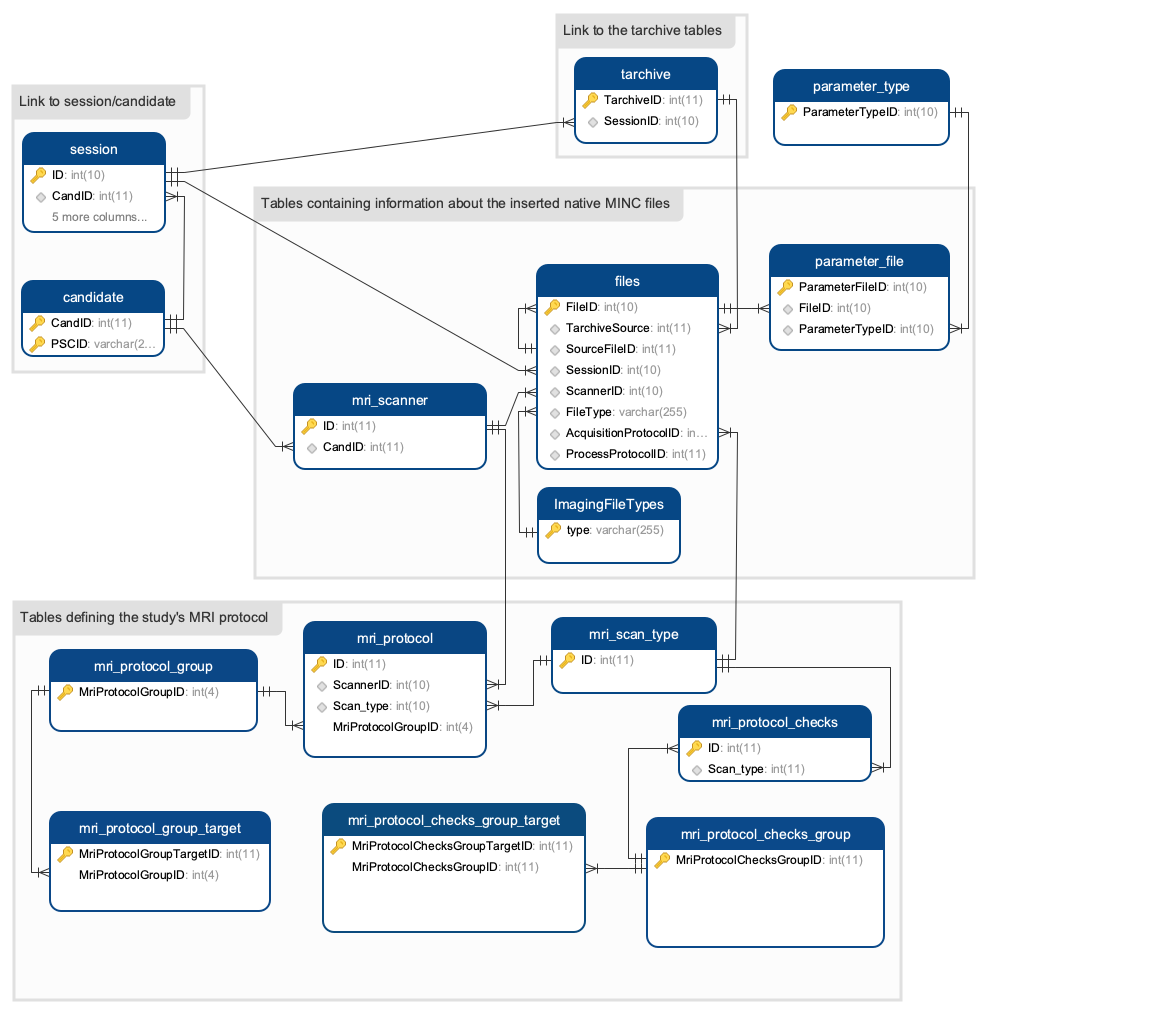 Link to the tarchive tables
tarchive
TarchiveID: int(11)
SessionID: int(10)
parameter_type
ParameterTypeID: int(10)
Link to session/candidate
session
ID: int(10)
CandID: int(11)
5 more columns...
candidate
CandID: int(11)
PSCID: varchar(2...
Tables containing information about the inserted native MINC files
files
FileID: int(10)
TarchiveSource: int(11)
SourceFileID: int(11)
SessionID: int(10)
ScannerID: int(10)
FileType: varchar(255)
AcquisitionProtocolID: in...
ProcessProtocolID: int(11)
parameter_file
ParameterFileID: int(10)
FileID: int(10)
ParameterTypeID: int(10)
mri_scanner
ID: int(11)
CandID: int(11)
ImagingFileTypes
type: varchar(255)
Tables defining the study's MRI protocol
mri_protocol_group
MriProtocolGroupID: int(4)
mri_protocol
ID: int(11)
ScannerID: int(10)
Scan_type: int(10)
MriProtocolGroupID: int(4)
mri_scan_type
ID: int(11)
mri_protocol_checks
ID: int(11)
Scan_type: int(11)
mri_protocol_group_target
MriProtocolGroupTargetID: int(11)
MriProtocolGroupID: int(4)
mri_protocol_checks_group_target
MriProtocolChecksGroupTargetID: int(11)
MriProtocolChecksGroupID: int(11)
mri_protocol_checks_group
MriProtocolChecksGroupID: int(11)